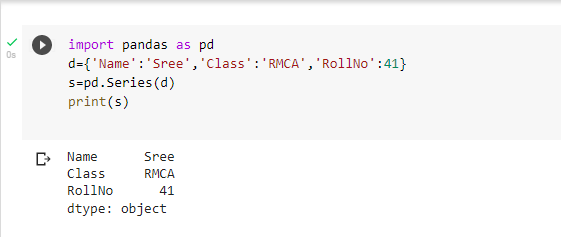 import pandas as pd
0s
d={'Name':'Sree','Class':'RMCA','RollNo':41}
s=pd.Series(d)
print(s)
Name      Sree
Class     RMCA
RollNo      41
dtype: object